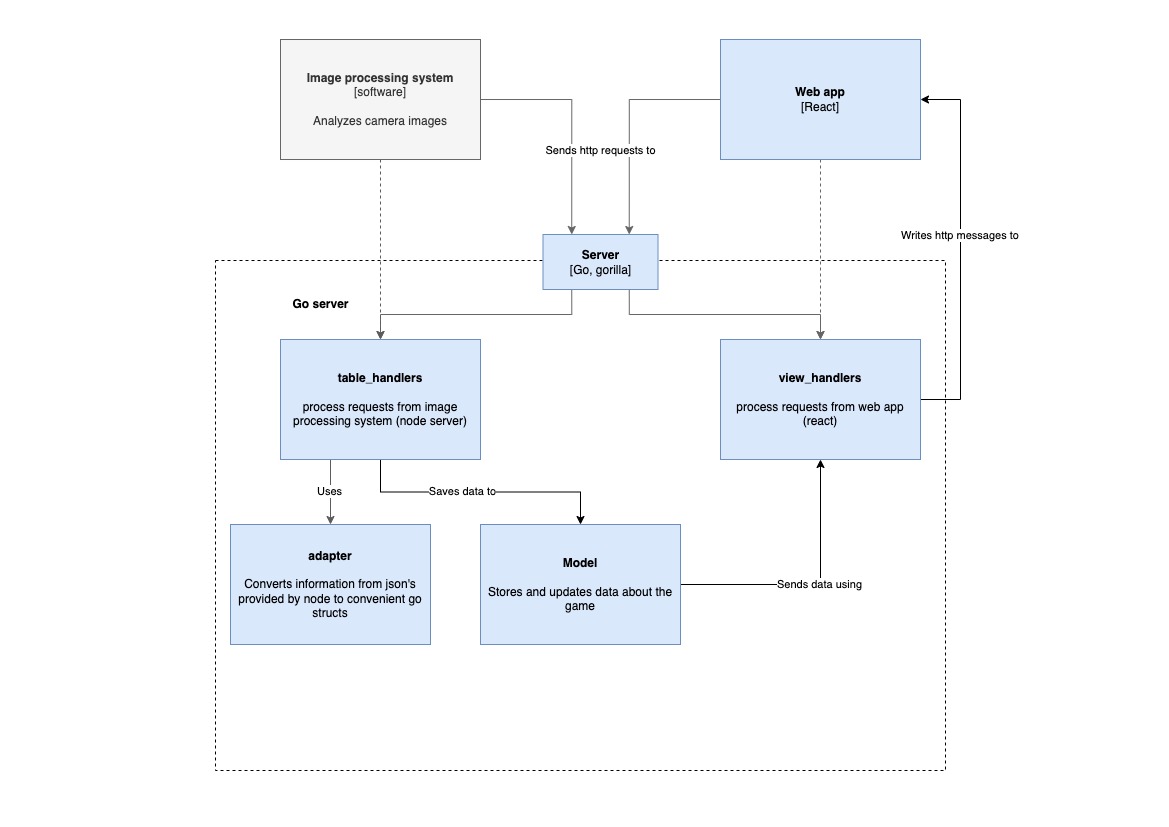 Image processing system
[software]
Analyzes camera images
Web app
[React]
Sends http requests to
Writes http messages to
Server
[Go, gorilla]
Go server
table_handlers
process requests from image
processing system (node server)
view_handlers
process requests from web app
(react)
Uses
Saves data to
adapter
Converts information from json's
provided by node to convenient go
structs
Model
Stores and updates data about the
game
Sends data using